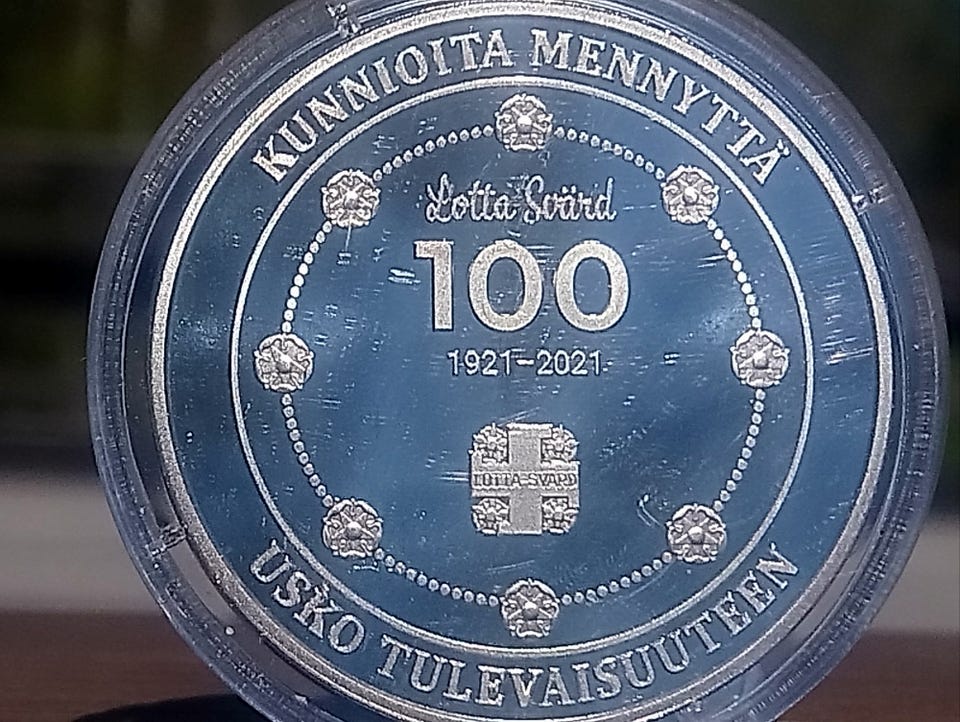 KUNNIOITA MENNYTTÄ
Lotta Svärd
100
1921-2021
LOTTA-SVÄRD
USKO TULEVAISUUTEEN